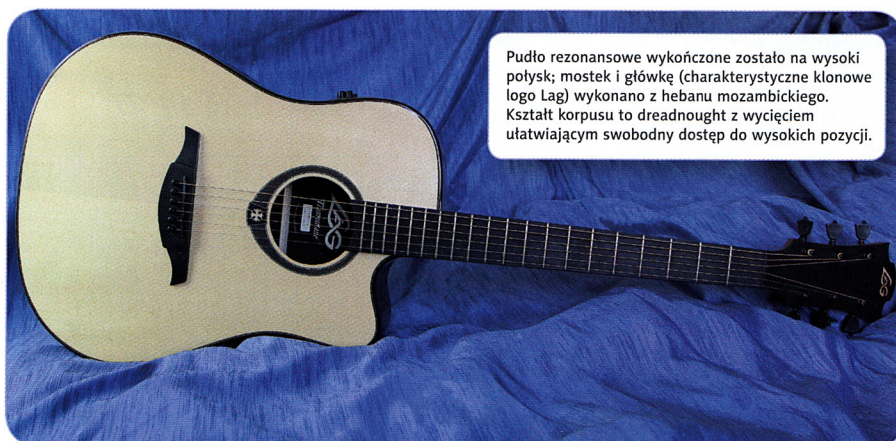 Pudło rezonansowe wykończone zostało na wysoki
połysk; mostek i główkę (charakterystyczne klonowe
logo Lag) wykonano z hebanu mozambickiego.
Kształt korpusu to dreadnought z wycięciem
ułatwiającym swobodny dostęp do wysokich pozycji.